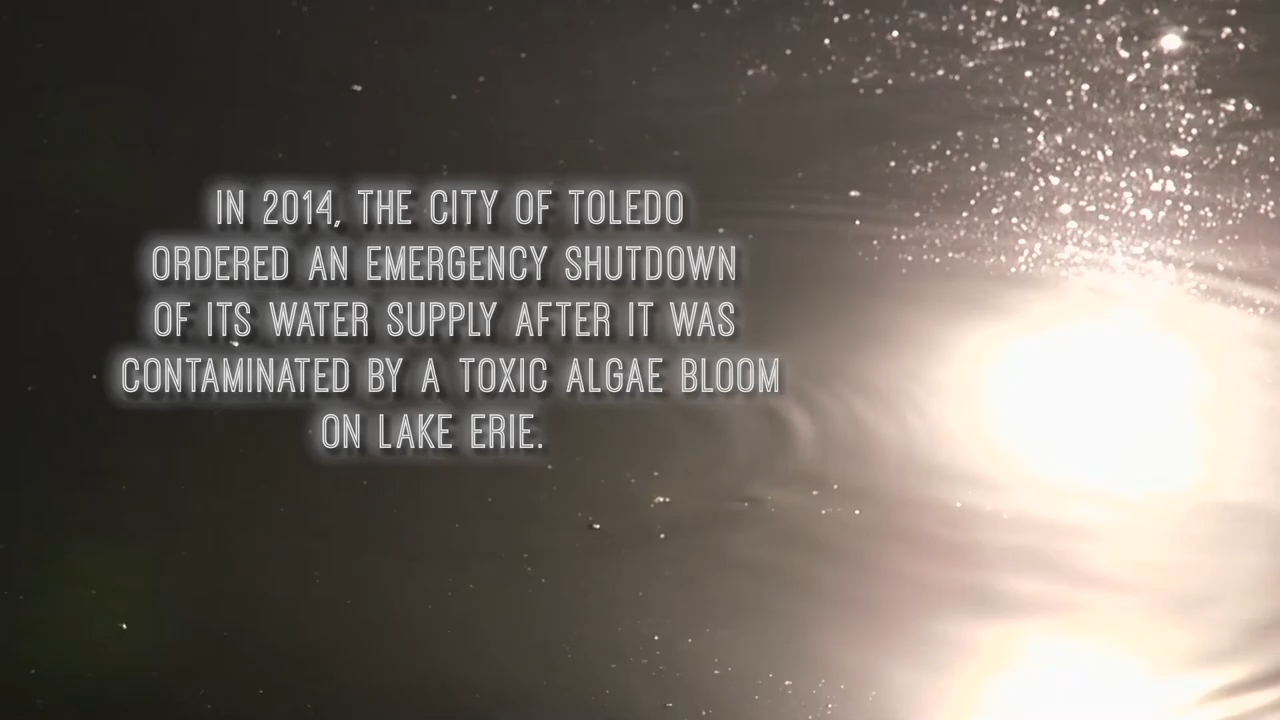 IN 2014, THE CITY OF TOLEDO
ORDERED AN EMERGENCY SHUTDOWN
OF ITS WATER SUPPLY AFTER IT WAS
CONTAMINATED BY A TOXIC ALGAE BLOOM
ON LAKE ERIE.